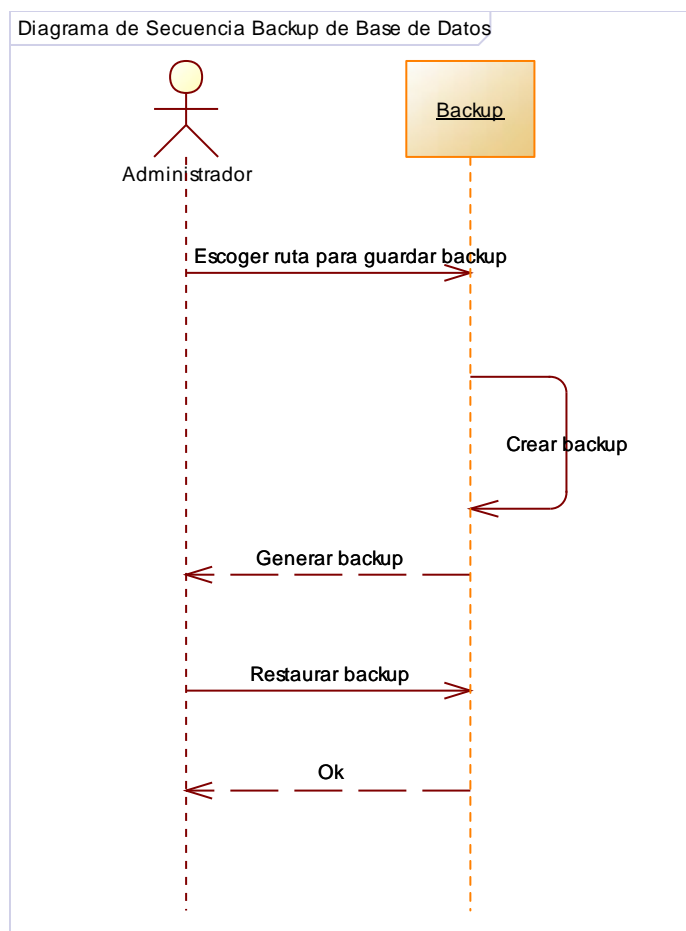 Diagrama de Secuencia Backup de Base de Datos
Backup
Administrador
Escoger ruta para guardar backup
Crear backup
Generar backup
Restaurar backup
Ok